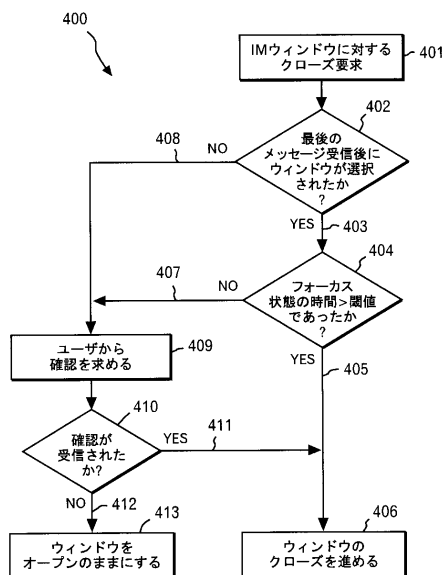 400
IMウィンドウに対する
クローズ要求
401
402
最後の
メッセージ受信後に
ウィンドウが選択
されたか
?
NO
408
YES
403
404
フォーカス
状態の時間>閾値
であったか
?
NO
407
YES
405
ユーザから
確認を求める
409
410
確認が
受信された
か?
YES
411
NO
412
413
ウィンドウを
オープンのままにする
406
ウィンドウの
クローズを進める